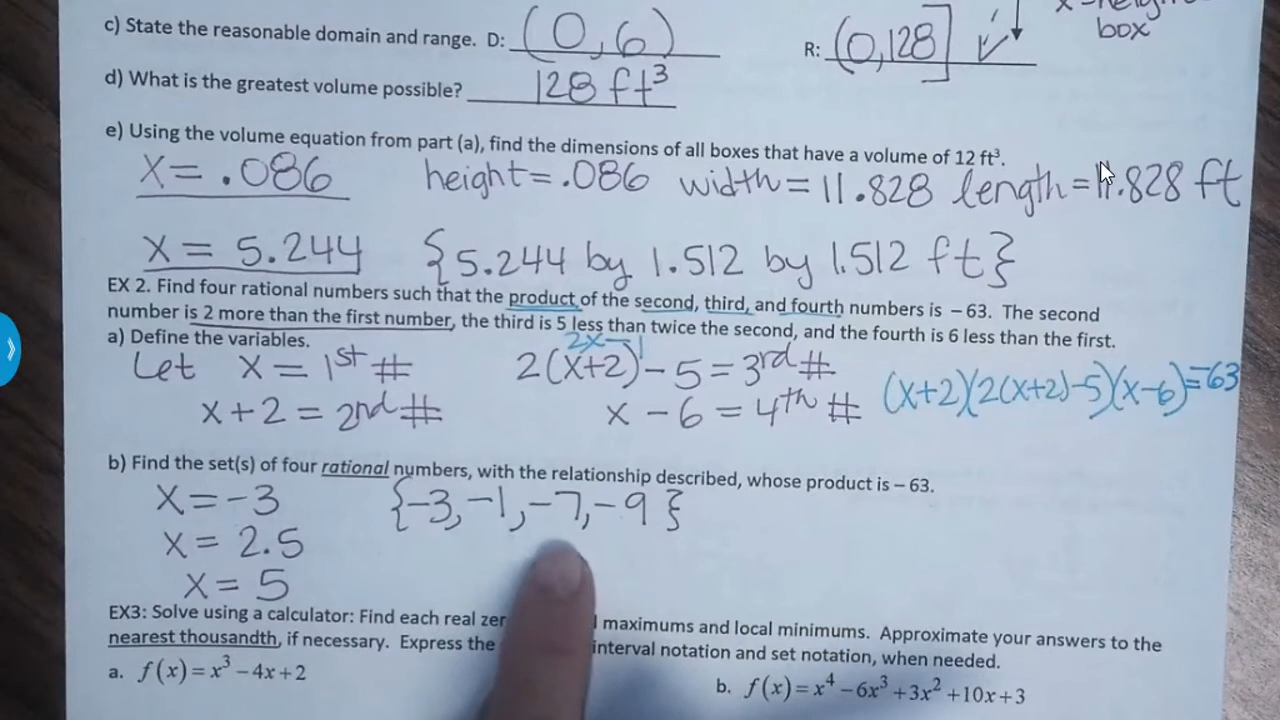 box
c) State the reasonable domain and range. D: (0,6) R: (0,128]
d) What is the greatest volume possible? 128 ft³
e) Using the volume equation from part (a), find the dimensions of all boxes that have a volume of 12 ft³.
x = .086 height = .086 width = 11.828 length = 11.828 ft
x = 5.244 {5.244 by 1.512 by 1.512 ft}
EX 2. Find four rational numbers such that the product of the second, third, and fourth numbers is – 63. The second
number is 2 more than the first number, the third is 5 less than twice the second, and the fourth is 6 less than the first.
a) Define the variables. 2x – 1
Let x = 1st # 2(x+2) – 5 = 3rd # (x+2)(2(x+2)–5)(x–6) = –63
x + 2 = 2nd # x – 6 = 4th #
b) Find the set(s) of four rational numbers, with the relationship described, whose product is – 63.
x = –3 {–3, –1, –7, –9}
x = 2.5
x = 5
EX3: Solve using a calculator: Find each real maximums and local minimums. Approximate your answers to the
nearest thousandth, if necessary. Express the interval notation and set notation, when needed.
a. f(x) = x³ – 4x + 2 b. f(x) = x⁴ – 6x³ + 3x² + 10x + 3